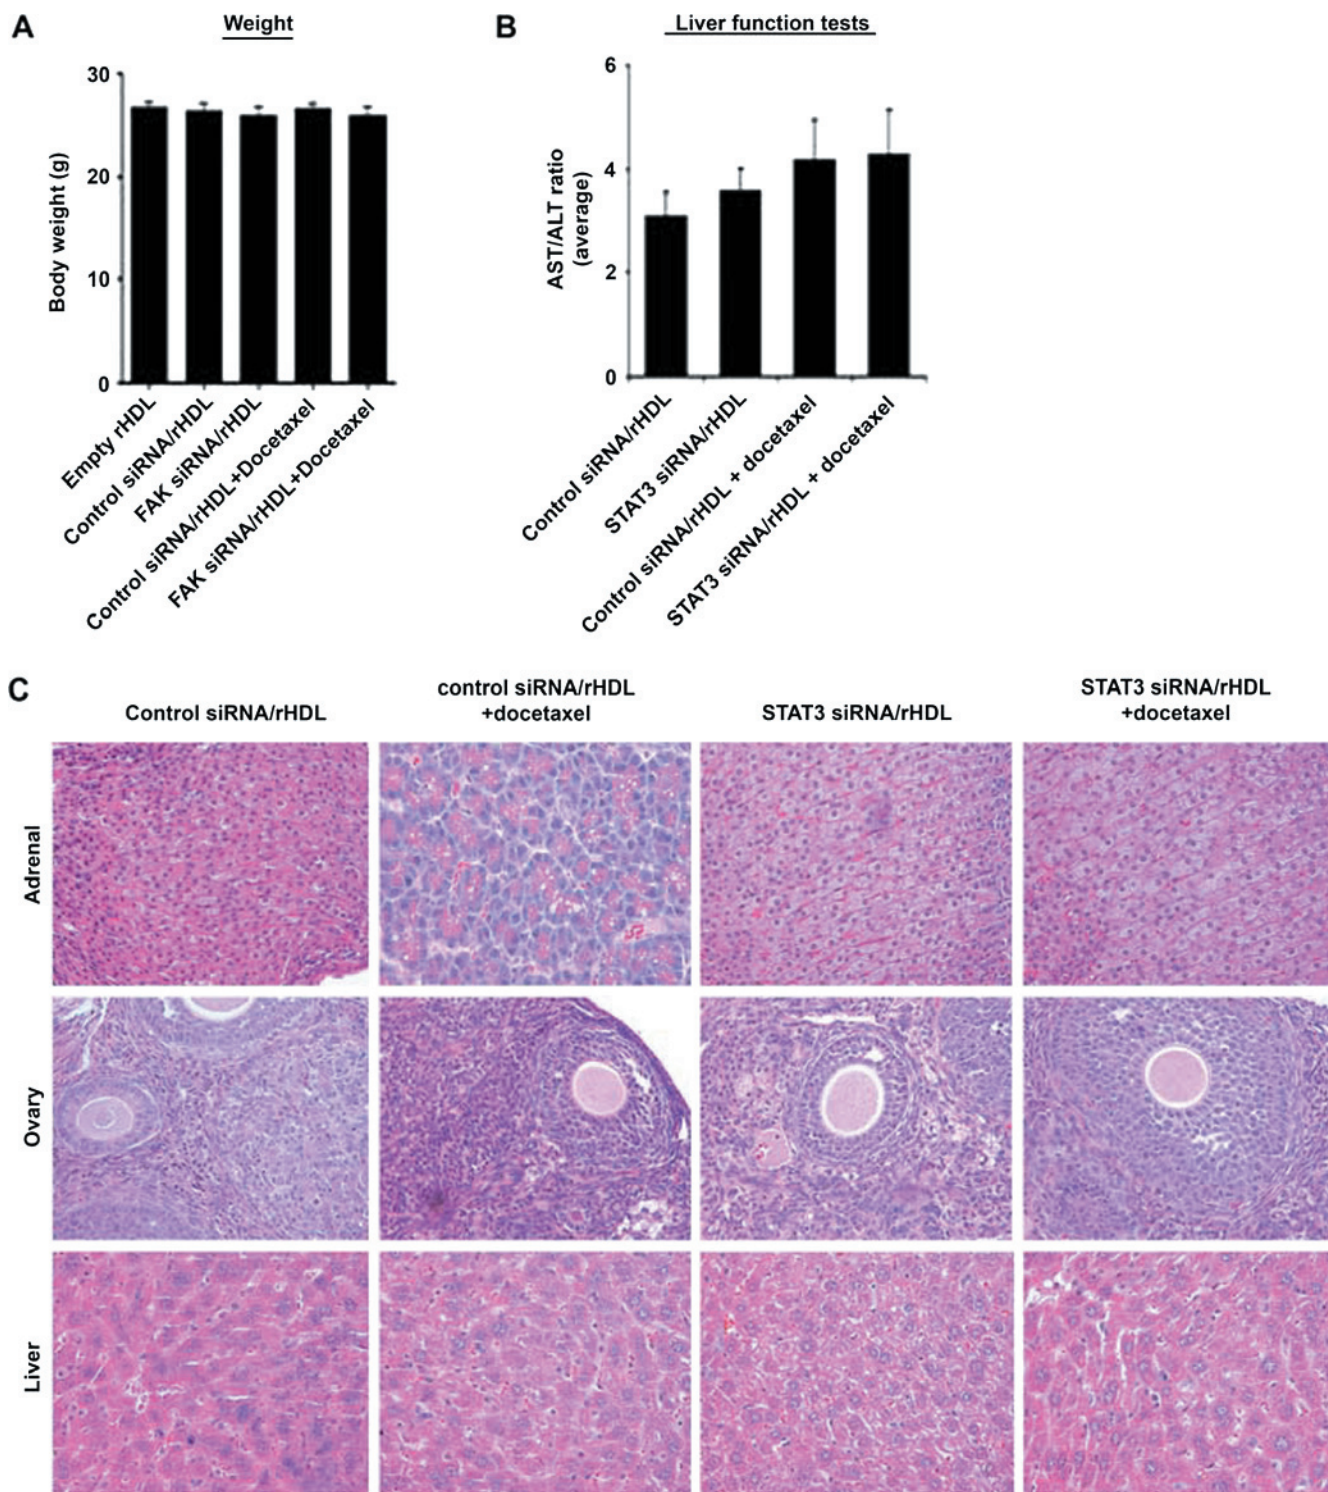 A
Weight
Body weight (g)
30
20
10
0
Empty rHDL
Control siRNA/rHDL
FAK siRNA/rHDL
Control siRNA/rHDL+Docetaxel
FAK siRNA/rHDL+Docetaxel
B
Liver function tests
AST/ALT ratio
(average)
6
4
2
0
Control siRNA/rHDL
STAT3 siRNA/rHDL
Control siRNA/rHDL + docetaxel
STAT3 siRNA/rHDL + docetaxel
C
Control siRNA/rHDL
control siRNA/rHDL
+docetaxel
STAT3 siRNA/rHDL
STAT3 siRNA/rHDL
+docetaxel
Adrenal
Ovary
Liver